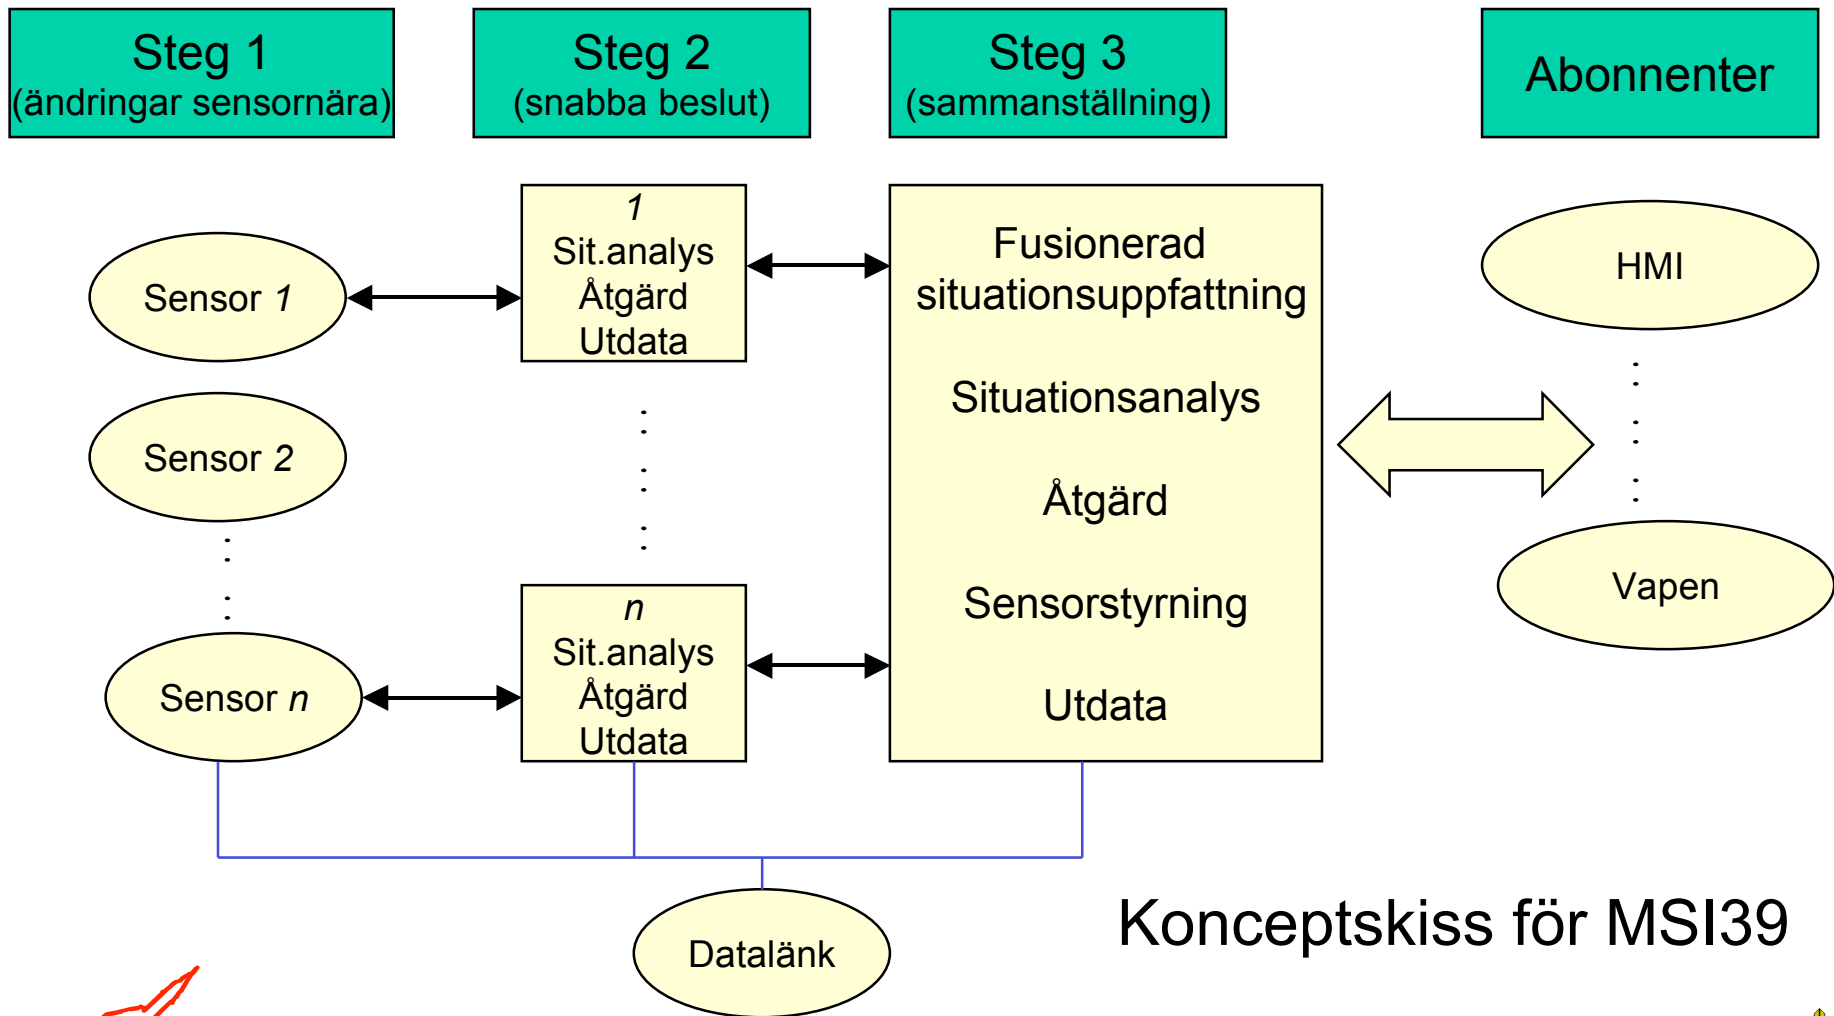 Steg 1
(ändringar sensornära)
Steg 2
(snabba beslut)
Steg 3
(sammanställning)
Abonnenter
Sensor 1
Sensor 2
Sensor n
1
Sit.analys
Åtgärd
Utdata
n
Sit.analys
Åtgärd
Utdata
Fusionerad
situationsuppfattning
Situationsanalys
Åtgärd
Sensorstyrning
Utdata
HMI
Vapen
Datalänk
Konceptskiss för MSI39